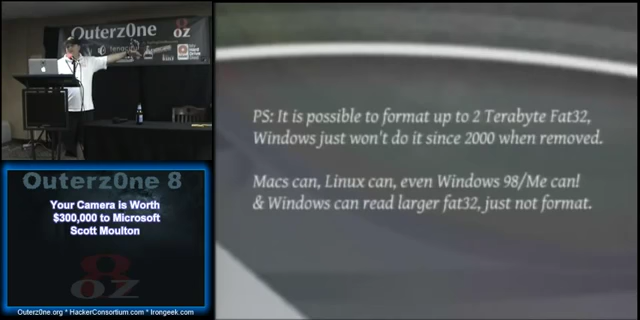 Outerz0ne 8
OZ
Outerz0ne 8
Your Camera is Worth
$300,000 to Microsoft
Scott Moulton
8
OZ
Outerz0ne.org * HackerConsortium.com * Irongeek.com
PS: It is possible to format up to 2 Terabyte Fat32,
Windows just won't do it since 2000 when removed.
Macs can, Linux can, even Windows 98/Me can!
& Windows can read larger fat32, just not format.